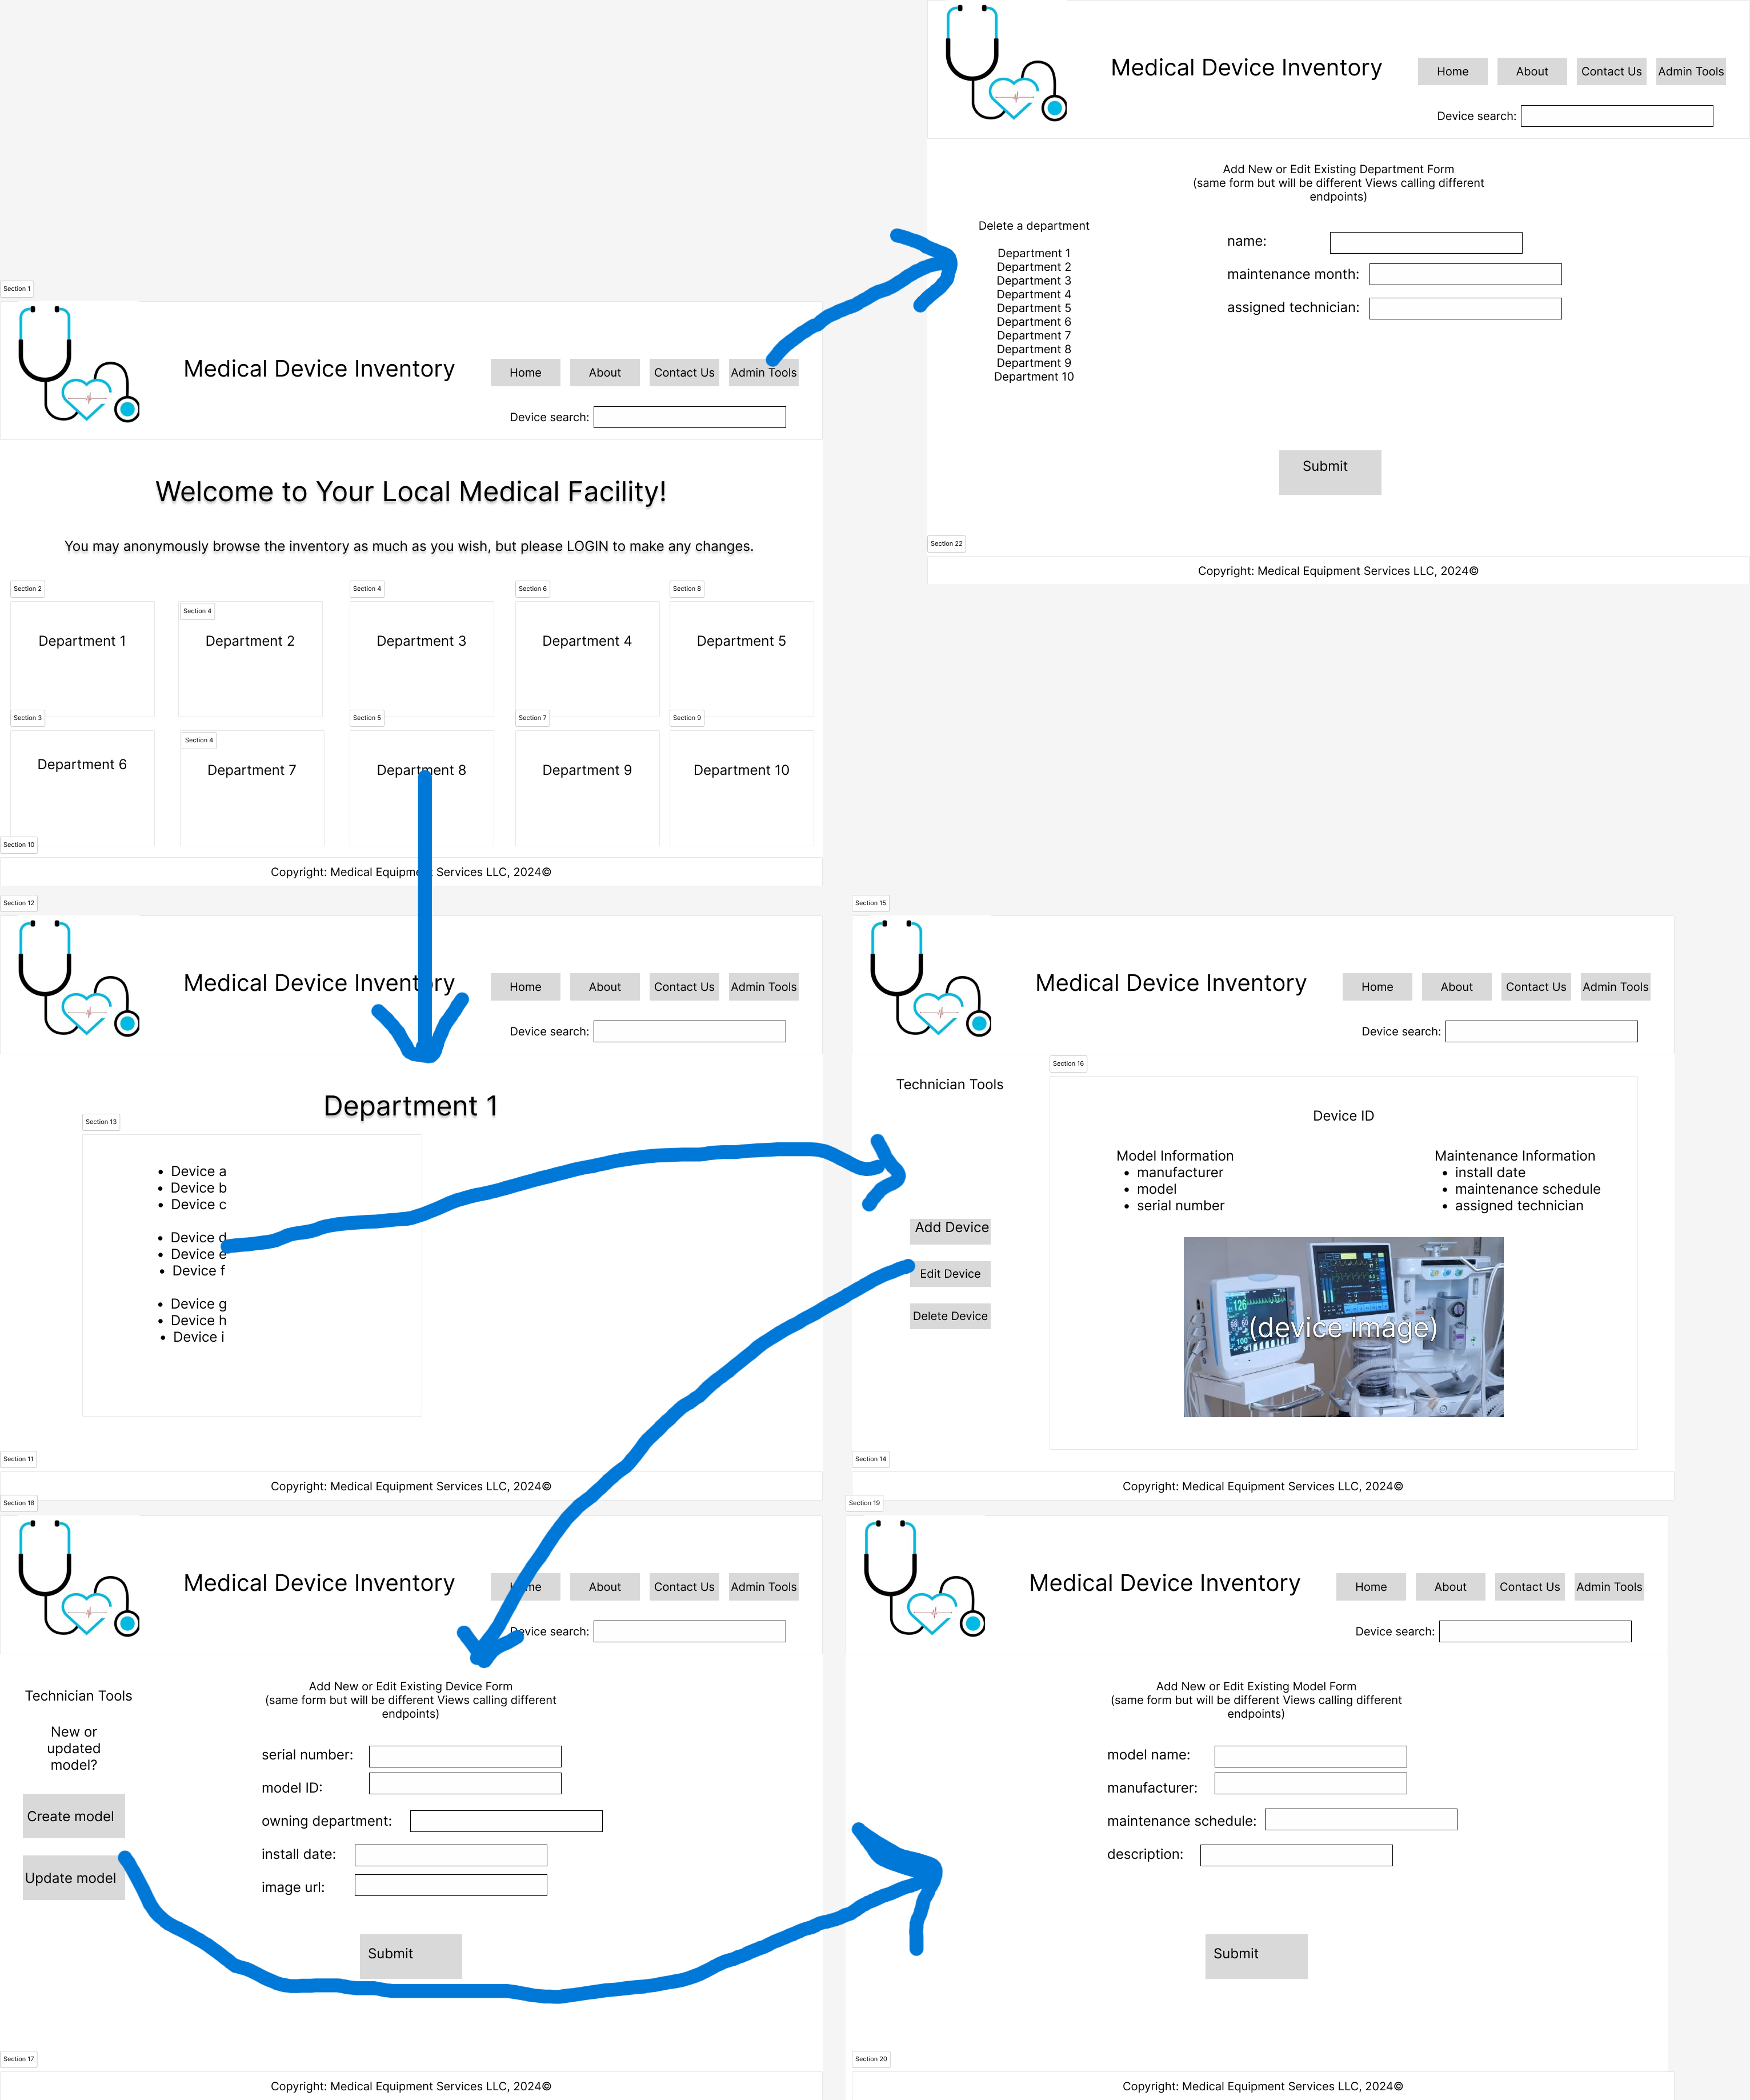 Medical Device Inventory
Home
About
Contact Us
Admin Tools
Device search:
Add New or Edit Existing Department Form
(same form but will be different Views calling different
endpoints)
Delete a department
Department 1
Department 2
Department 3
Department 4
Department 5
Department 6
Department 7
Department 8
Department 9
Department 10
name:
maintenance month:
assigned technician:
Submit
Section 22
Copyright: Medical Equipment Services LLC, 2024©
Section 1
Medical Device Inventory
Home
About
Contact Us
Admin Tools
Device search:
Welcome to Your Local Medical Facility!
You may anonymously browse the inventory as much as you wish, but please LOGIN to make any changes.
Section 2
Section 4
Section 4
Section 6
Section 8
Department 1
Department 2
Department 3
Department 4
Department 5
Section 3
Section 4
Section 5
Section 7
Section 9
Department 6
Department 7
Department 8
Department 9
Department 10
Section 10
Copyright: Medical Equipment Services LLC, 2024©
Section 12
Medical Device Inventory
Home
About
Contact Us
Admin Tools
Device search:
Department 1
Section 13
• Device a
• Device b
• Device c
• Device d
• Device e
• Device f
• Device g
• Device h
• Device i
Section 11
Copyright: Medical Equipment Services LLC, 2024©
Section 15
Medical Device Inventory
Home
About
Contact Us
Admin Tools
Device search:
Technician Tools
Add Device
Edit Device
Delete Device
Section 16
Device ID
Model Information
• manufacturer
• model
• serial number
Maintenance Information
• install date
• maintenance schedule
• assigned technician
126
100
(device image)
Section 14
Copyright: Medical Equipment Services LLC, 2024©
Section 18
Medical Device Inventory
Home
About
Contact Us
Admin Tools
Device search:
Technician Tools
New or
updated
model?
Create model
Update model
Add New or Edit Existing Device Form
(same form but will be different Views calling different
endpoints)
serial number:
model ID:
owning department:
install date:
image url:
Submit
Section 17
Copyright: Medical Equipment Services LLC, 2024©
Section 19
Medical Device Inventory
Home
About
Contact Us
Admin Tools
Device search:
Add New or Edit Existing Model Form
(same form but will be different Views calling different
endpoints)
model name:
manufacturer:
maintenance schedule:
description:
Submit
Section 20
Copyright: Medical Equipment Services LLC, 2024©